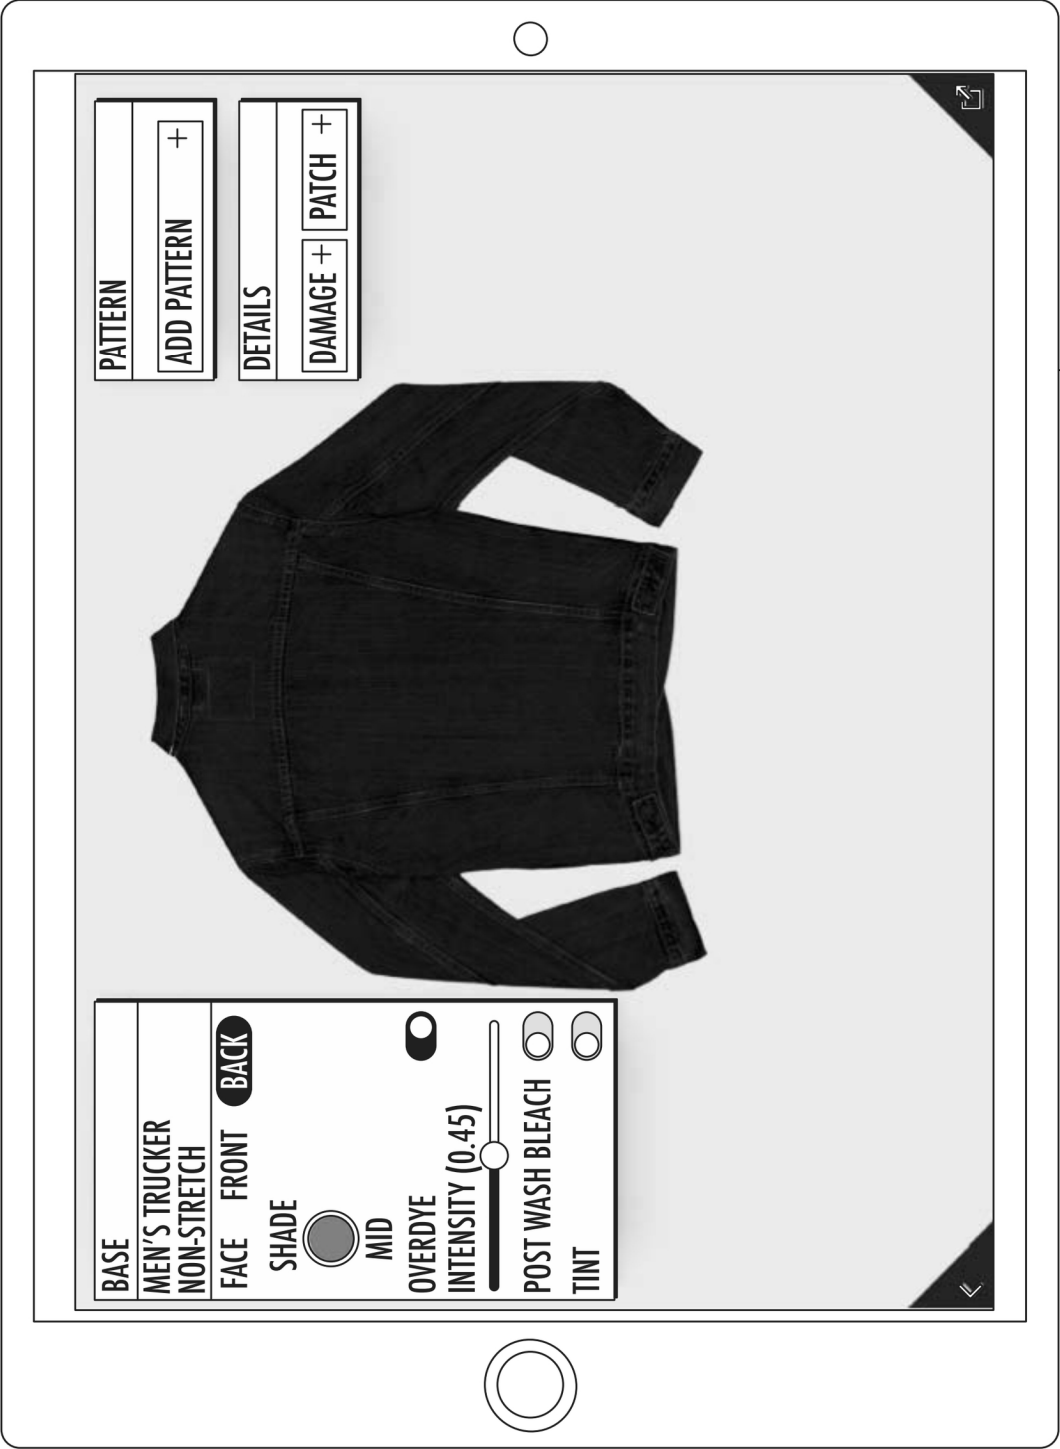 BASE
MEN'S TRUCKER
NON-STRETCH
FACE FRONT BACK
SHADE
MID
OVERDYE
INTENSITY (0.45)
POST WASH BLEACH
TINT
PATTERN
ADD PATTERN +
DETAILS
DAMAGE + PATCH +